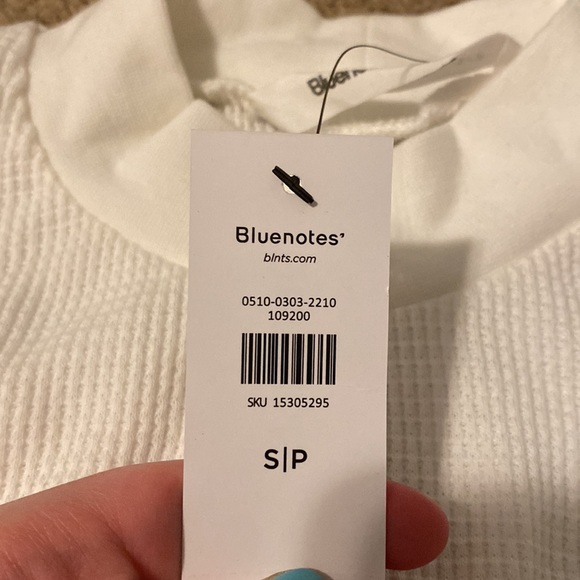 Bluenotes’
blnts.com
0510-0303-2210
109200
SKU 15305295
S|P